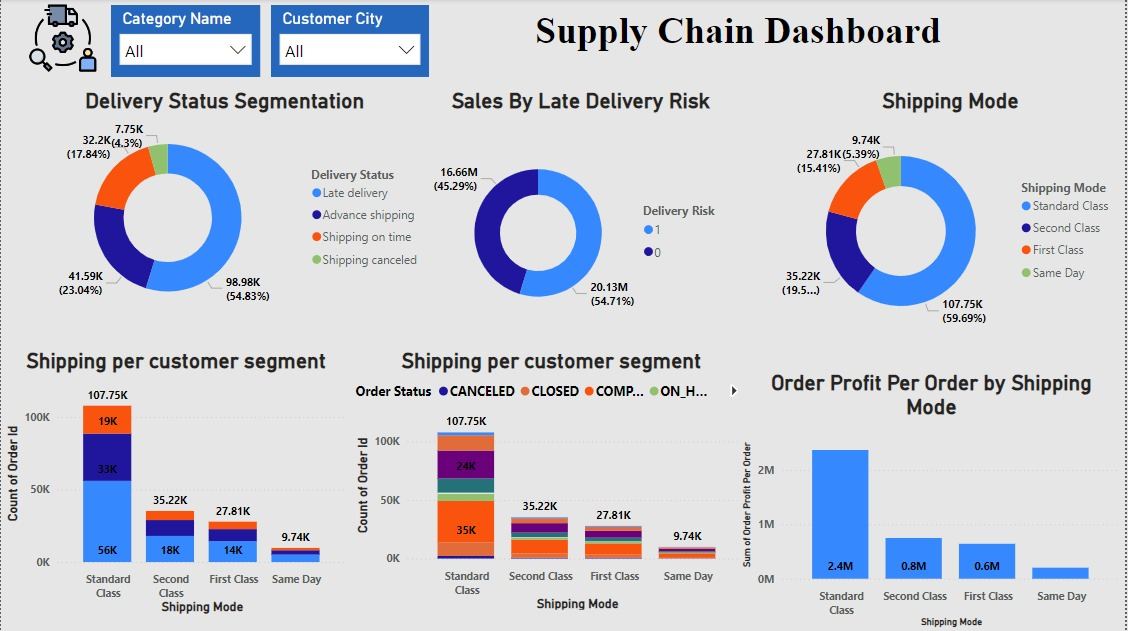 Category Name
All
Customer City
All
Supply Chain Dashboard
Delivery Status Segmentation
7.75K
(4.3%)
32.2K
(17.84%)
41.59K
(23.04%)
98.98K
(54.83%)
Delivery Status
Late delivery
Advance shipping
Shipping on time
Shipping canceled
Sales By Late Delivery Risk
16.66M
(45.29%)
20.13M
(54.71%)
Delivery Risk
1
0
Shipping Mode
9.74K
(5.39%)
27.81K
(15.41%)
35.22K
(19.5...)
107.75K
(59.69%)
Shipping Mode
Standard Class
Second Class
First Class
Same Day
Shipping per customer segment
Count of Order Id
100K
50K
0K
107.75K
19K
33K
56K
35.22K
18K
27.81K
14K
9.74K
Standard
Class
Second
Class
First Class
Same Day
Shipping Mode
Shipping per customer segment
Order Status CANCELED CLOSED COMP... ON_H...
Count of Order Id
100K
50K
0K
107.75K
24K
35K
35.22K
27.81K
9.74K
Standard
Class
Second Class
First Class
Same Day
Shipping Mode
Order Profit Per Order by Shipping
Mode
Sum of Order Profit Per Order
2M
1M
0M
2.4M
0.8M
0.6M
Standard
Class
Second Class
First Class
Same Day
Shipping Mode